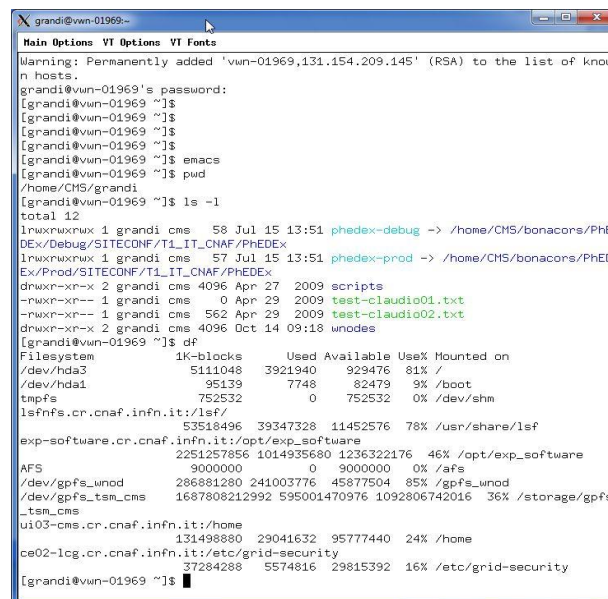 grandi@vwn-01969:~
Main Options VT Options VT Fonts
Warning: Permanently added 'vwn-01969,131.154.209.145' (RSA) to the list of know
n hosts.
grandi@vwn-01969's password:
[grandi@vwn-01969 ~]$
[grandi@vwn-01969 ~]$
[grandi@vwn-01969 ~]$
[grandi@vwn-01969 ~]$
[grandi@vwn-01969 ~]$ emacs
[grandi@vwn-01969 ~]$ pwd
/home/CMS/grandi
[grandi@vwn-01969 ~]$ ls -l
total 12
lrwxrwxrwx 1 grandi cms 58 Jul 15 13:51 phedex-debug -> /home/CMS/bonacors/PhE
DEx/Debug/SITECONF/T1_IT_CNAF/PhEDEx
lrwxrwxrwx 1 grandi cms 57 Jul 15 13:51 phedex-prod -> /home/CMS/bonacors/PhED
Ex/Prod/SITECONF/T1_IT_CNAF/PhEDEx
drwxr-xr-x 2 grandi cms 4096 Apr 27 2009 scripts
-rwxr-xr-- 1 grandi cms 0 Apr 29 2009 test-claudio01.txt
-rwxr-xr-- 1 grandi cms 562 Apr 29 2009 test-claudio02.txt
drwxr-xr-x 2 grandi cms 4096 Oct 14 09:18 wnodes
[grandi@vwn-01969 ~]$ df
Filesystem 1K-blocks Used Available Use% Mounted on
/dev/hda3 5111048 3921940 929476 81% /
/dev/hda1 95139 7748 82479 9% /boot
tmpfs 752532 0 752532 0% /dev/shm
lsfnfs.cr.cnaf.infn.it:/lsf/
53518496 39347328 11452576 78% /usr/share/lsf
exp-software.cr.cnaf.infn.it:/opt/exp_software
2251257856 1014935680 1236322176 46% /opt/exp_software
AFS 9000000 0 9000000 0% /afs
/dev/gpfs_wnod 286881280 241003776 45877504 85% /gpfs_wnod
/dev/gpfs_tsm_cms 1687808212992 595001470976 1092806742016 36% /storage/gpfs
_tsm_cms
ui03-cms.cr.cnaf.infn.it:/home
131498880 29041632 95777440 24% /home
ce02-lcg.cr.cnaf.infn.it:/etc/grid-security
37284288 5574816 29815392 16% /etc/grid-security
[grandi@vwn-01969 ~]$